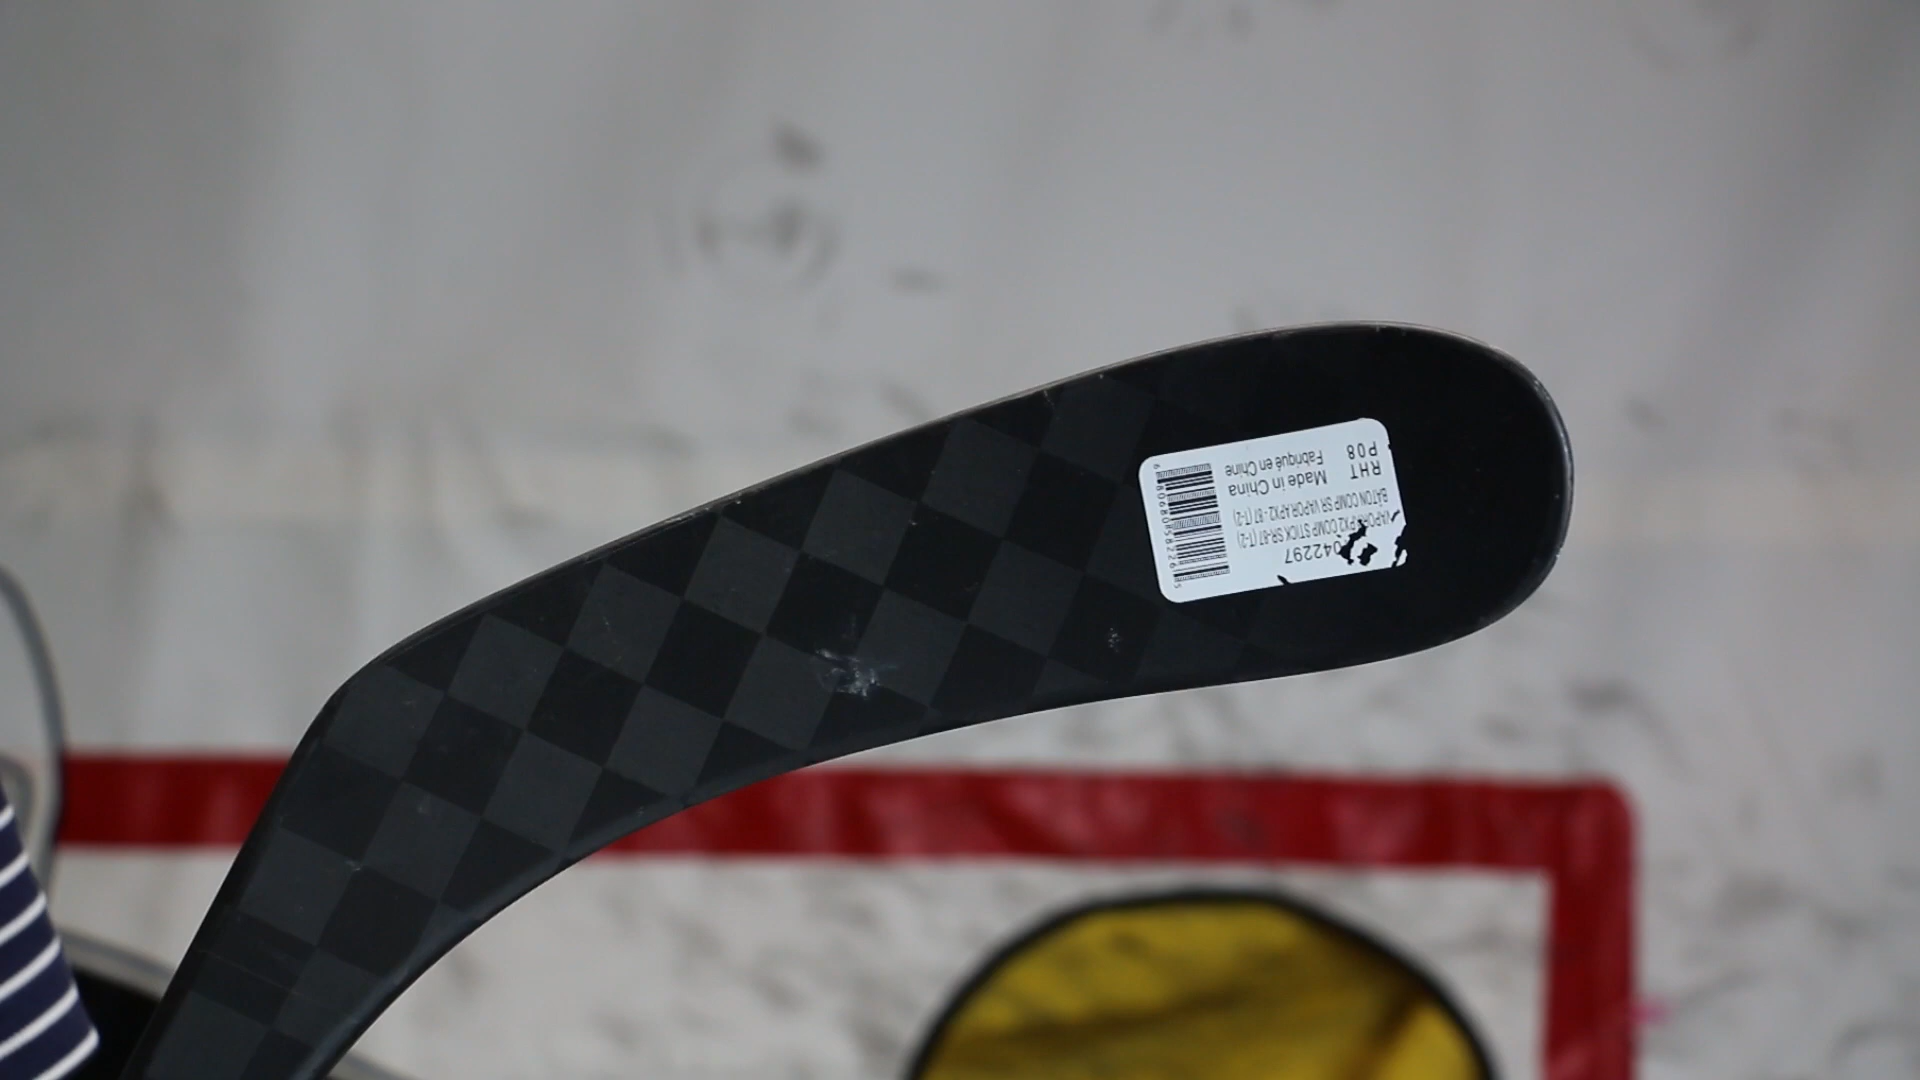 1042297
VAPOR APX2 COMP STICK SR-87 (T-2)
BÂTON COMP SR VAPOR APX2 - 87 (T-2)
RHT Made in China
P08 Fabriqué en Chine